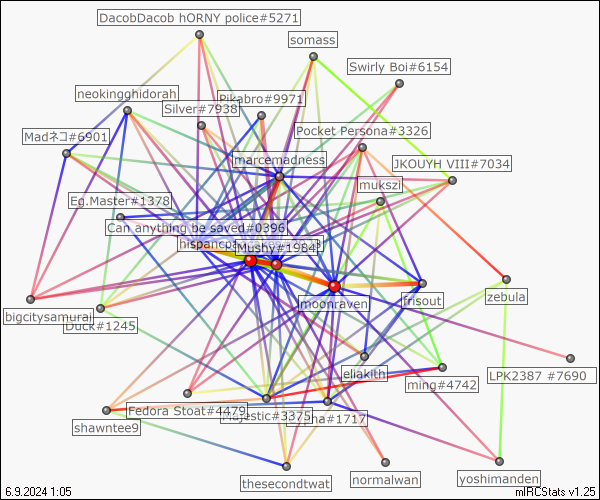 DacobDacob hORNY police#5271
somass
Swirly Boi#6154
neokingghidorah
Pikabro#9971
Silver#7938
Pocket Persona#3326
Madネコ#6901
marcemadness
JKOUYH VIII#7034
mukszi
Eg.Master#1378
Can anything be saved#0396
Mushy#1984
moonraven
frisout
zebula
bigcitysamurai
Duck#1245
eliakith
ming#4742
LPK2387 #7690
Fedora Stoat#4479
Majestic#3375
#1717
shawntee9
thesecondtwat
normalwan
yoshimanden
6.9.2024 1:05
mIRCStats v1.25